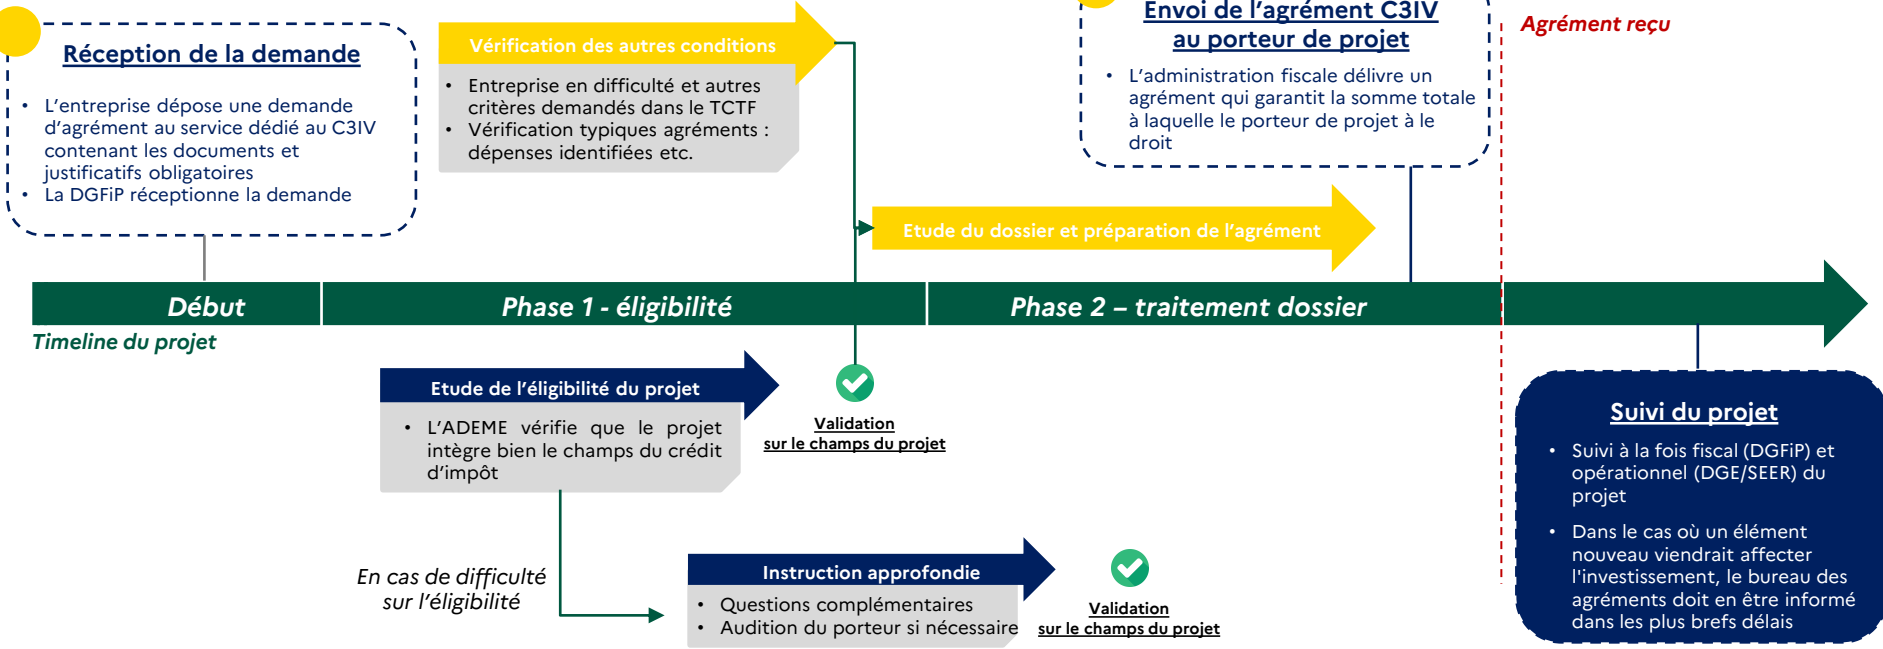 Réception de la demande
• L'entreprise dépose une demande
d'agrément au service dédié au C3IV
contenant les documents et
justificatifs obligatoires
• La DGFiP réceptionne la demande
Vérification des autres conditions
• Entreprise en difficulté et autres
critères demandés dans le TCTF
• Vérification typiques agréments :
dépenses identifiées etc.
Envoi de l'agrément C3IV
au porteur de projet
• L'administration fiscale délivre un
agrément qui garantit la somme totale
à laquelle le porteur de projet à le
droit
Agrément reçu
Etude du dossier et préparation de l'agrément
Début
Phase 1 - éligibilité
Phase 2 – traitement dossier
Timeline du projet
Etude de l'éligibilité du projet
• L'ADEME vérifie que le projet
intègre bien le champs du crédit
d'impôt
Validation
sur le champs du projet
En cas de difficulté
sur l'éligibilité
Instruction approfondie
• Questions complémentaires
• Audition du porteur si nécessaire
Validation
sur le champs du projet
Suivi du projet
• Suivi à la fois fiscal (DGFiP) et
opérationnel (DGE/SEER) du
projet
• Dans le cas où un élément
nouveau viendrait affecter
l'investissement, le bureau des
agréments doit en être informé
dans les plus brefs délais